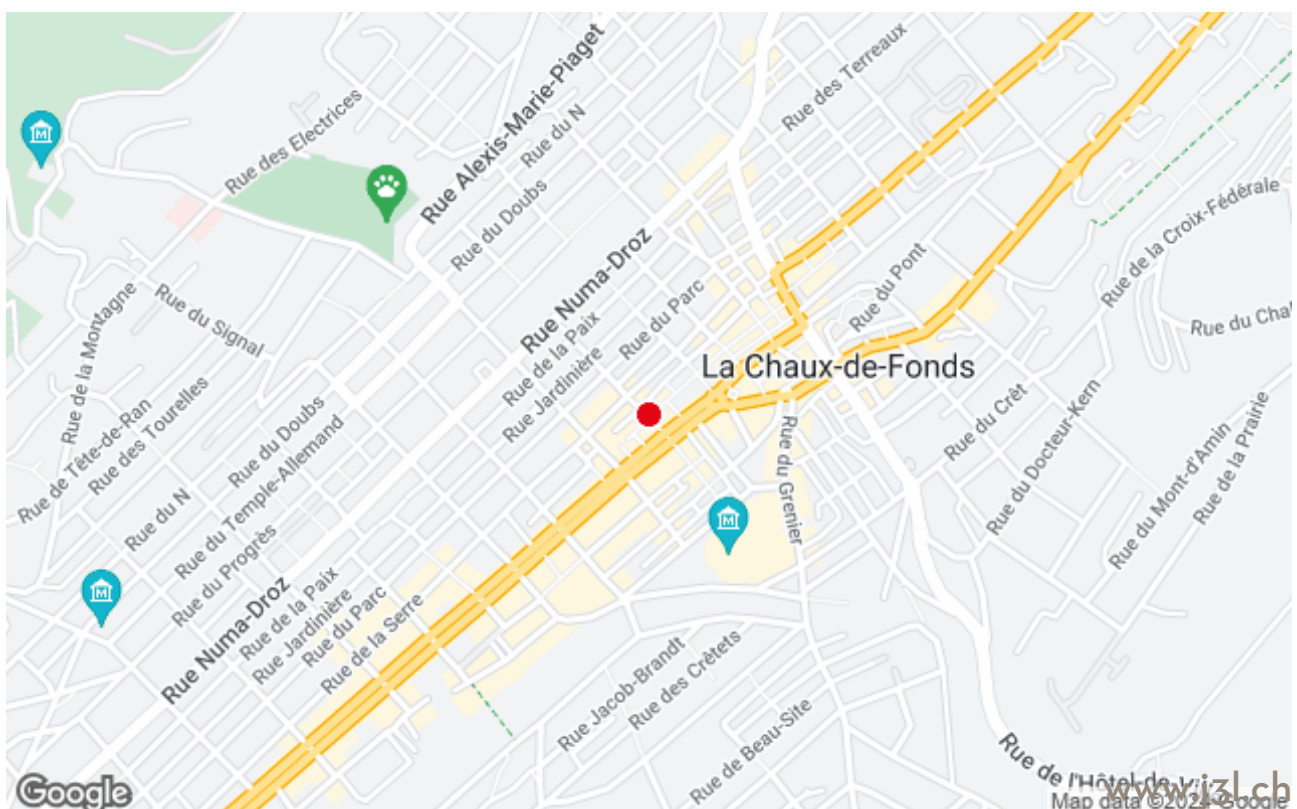 Rue des Terreaux
Rue Alexis-Marie-Piaget
Rue du N
Rue des Electrices
Rue du Doubs
Rue de la Croix-Fédérale
Rue Numa-Droz
Rue du Parc
Rue du Pont
Rue de la Montagne
Rue du Signal
Rue de la Paix
Rue Jardinière
Rue du Chat
La Chaux-de-Fonds
Rue de Tête-de-Ran
Rue des Tourelles
Rue du Doubs
Rue du Temple-Allemand
Rue du Crêt
Rue du Docteur-Kern
Rue du Mont-d'Amin
Rue de la Prairie
Rue du Grenier
Rue du N
Rue du Progrès
Rue Numa-Droz
Rue de la Paix
Rue Jardinière
Rue du Parc
Rue de la Serre
Rue Jacob-Brandt
Rue des Crêtets
Rue de Beau-Site
Rue de l'Hôtel-de-Vi
Google
www.j3l.ch
Map data ©2024 Google